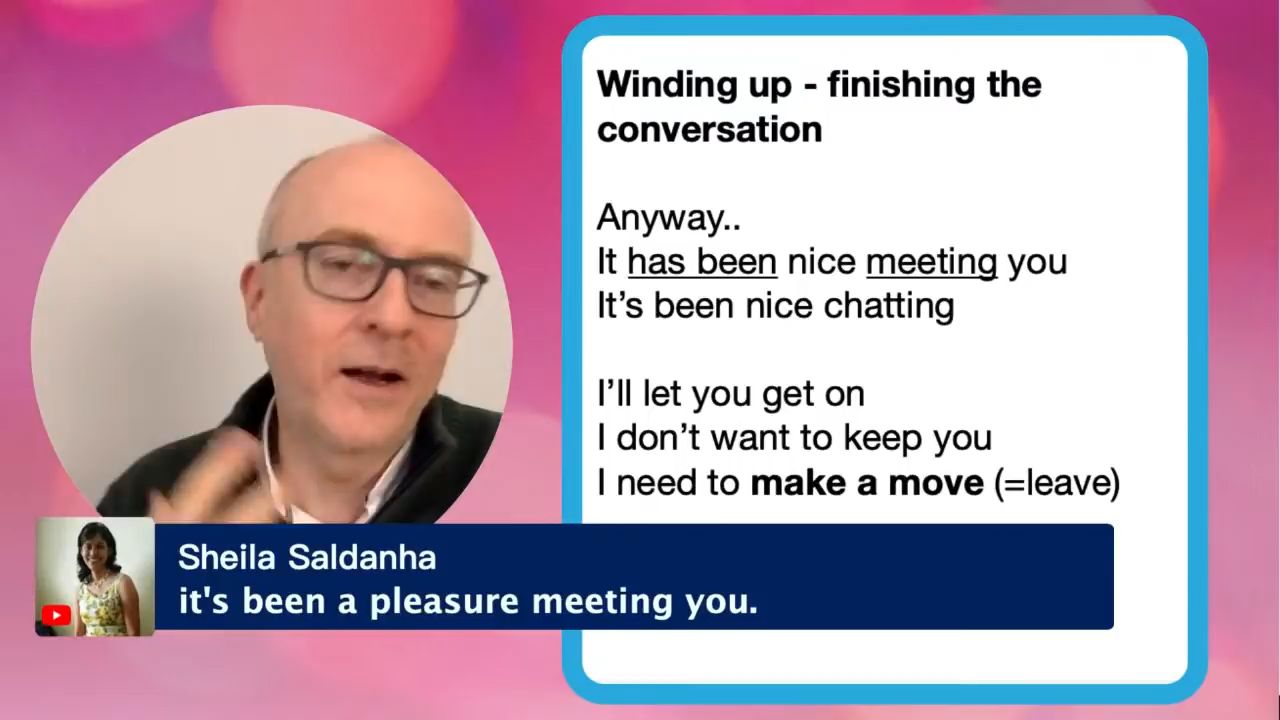 Winding up - finishing the
conversation
Anyway..
It has been nice meeting you
It’s been nice chatting
I’ll let you get on
I don’t want to keep you
I need to make a move (=leave)
Sheila Saldanha
it's been a pleasure meeting you.